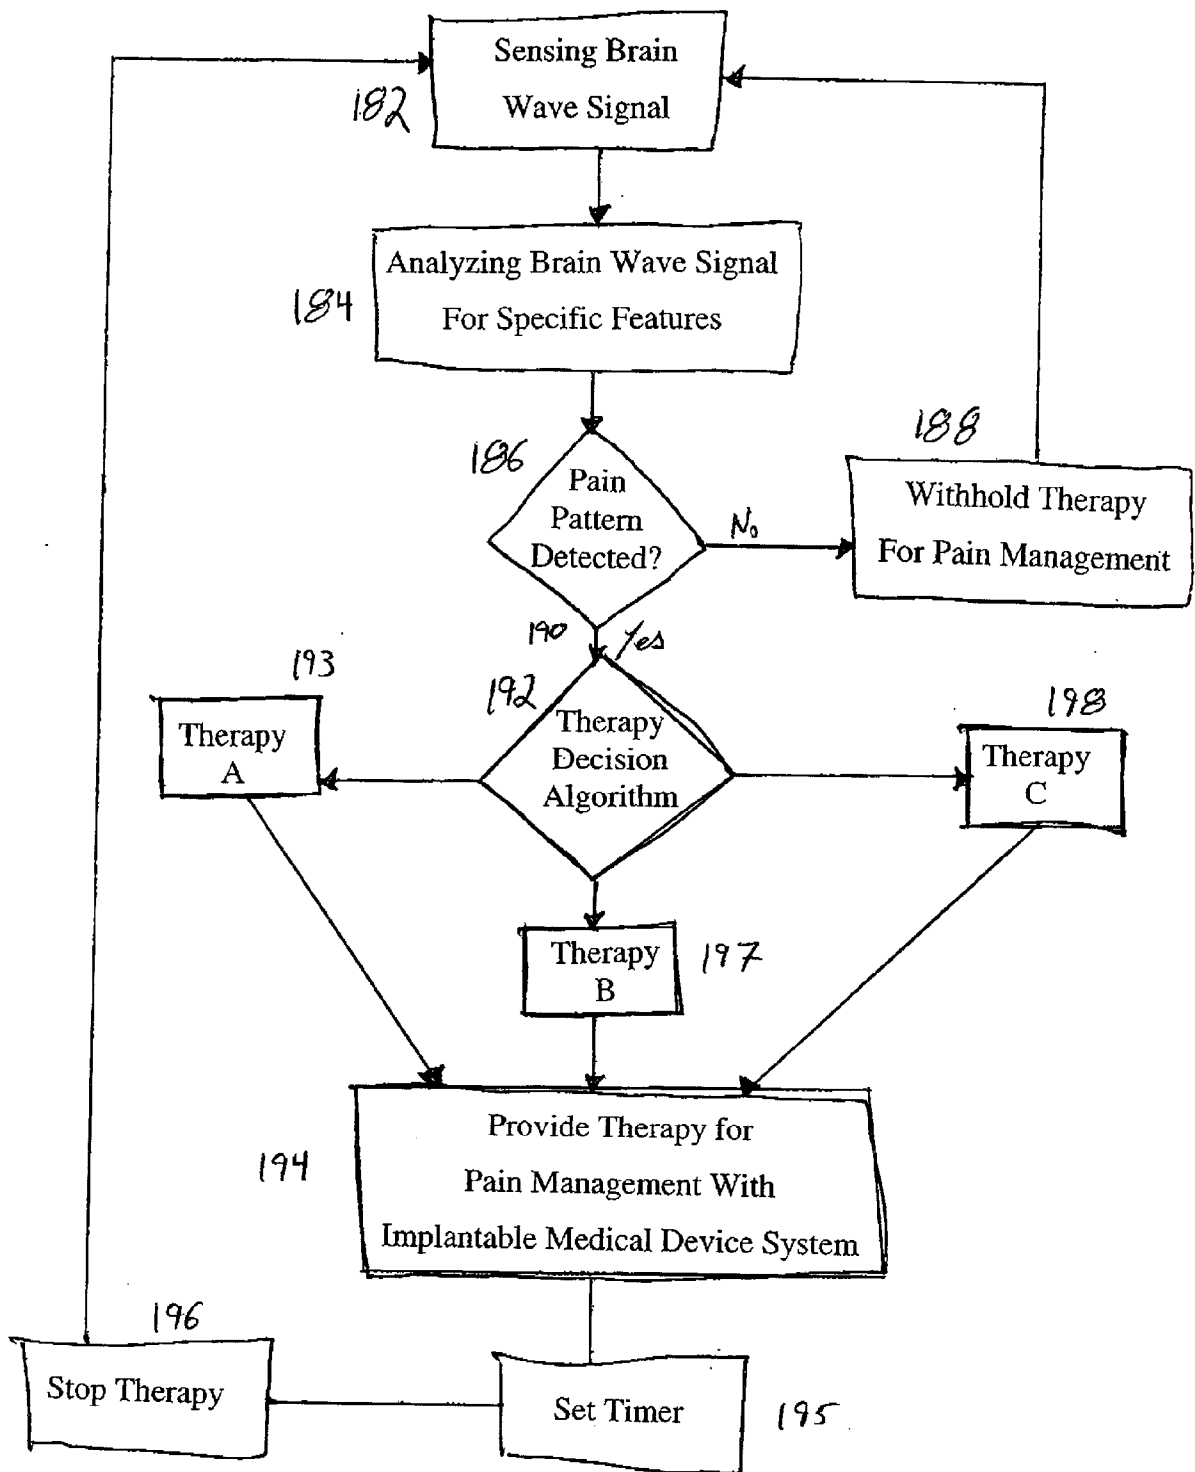 Sensing Brain
Wave Signal
182
Analyzing Brain Wave Signal
For Specific Features
184
186
Pain
Pattern
Detected?
No
188
Withhold Therapy
For Pain Management
190
Yes
192
Therapy
Decision
Algorithm
193
Therapy
A
198
Therapy
C
Therapy
B
197
194
Provide Therapy for
Pain Management With
Implantable Medical Device System
196
Stop Therapy
Set Timer
195